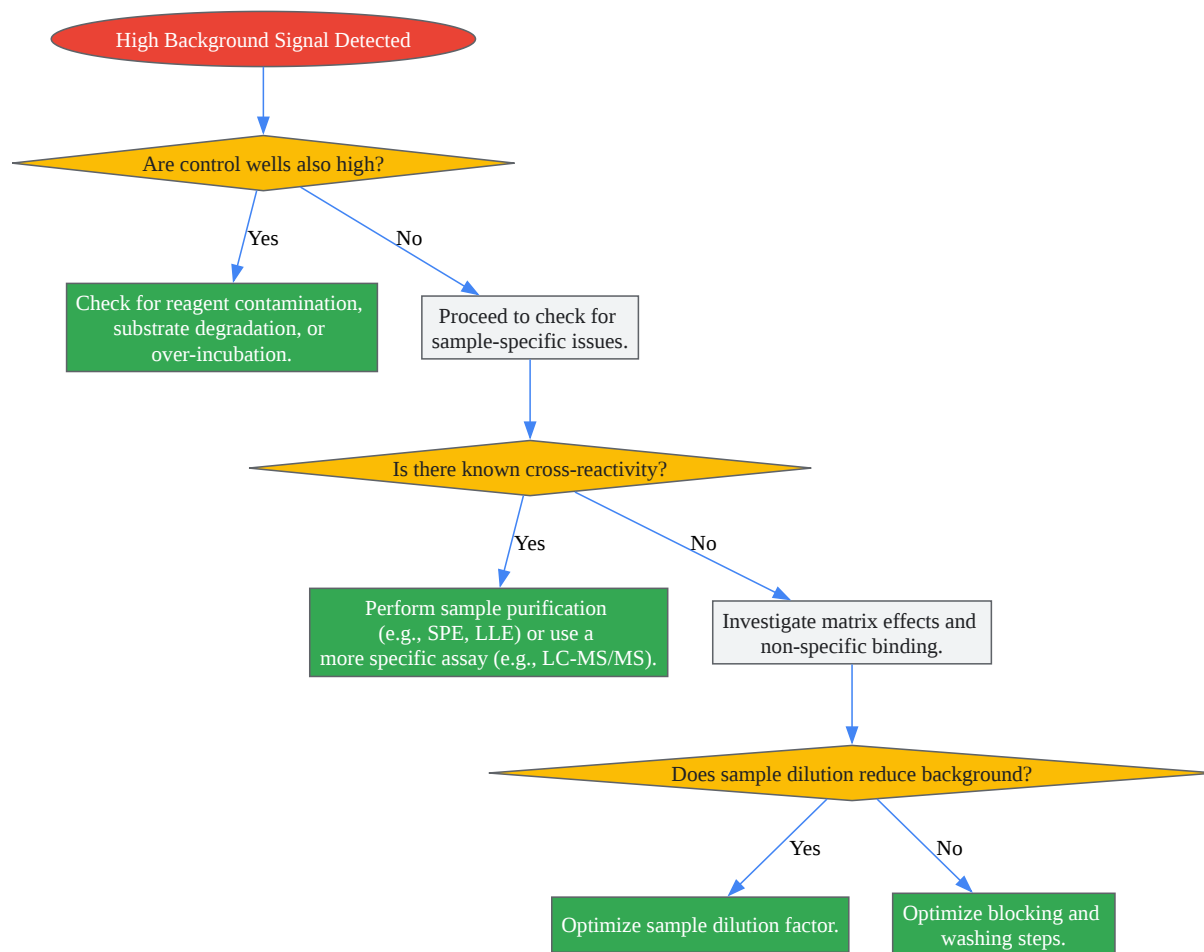 High Background Signal Detected
Are control wells also high?
Yes
No
Check for reagent contamination,
substrate degradation, or
over-incubation.
Proceed to check for
sample-specific issues.
Is there known cross-reactivity?
Yes
No
Perform sample purification
(e.g., SPE, LLE) or use a
more specific assay (e.g., LC-MS/MS).
Investigate matrix effects and
non-specific binding.
Does sample dilution reduce background?
Yes
No
Optimize sample dilution factor.
Optimize blocking and
washing steps.